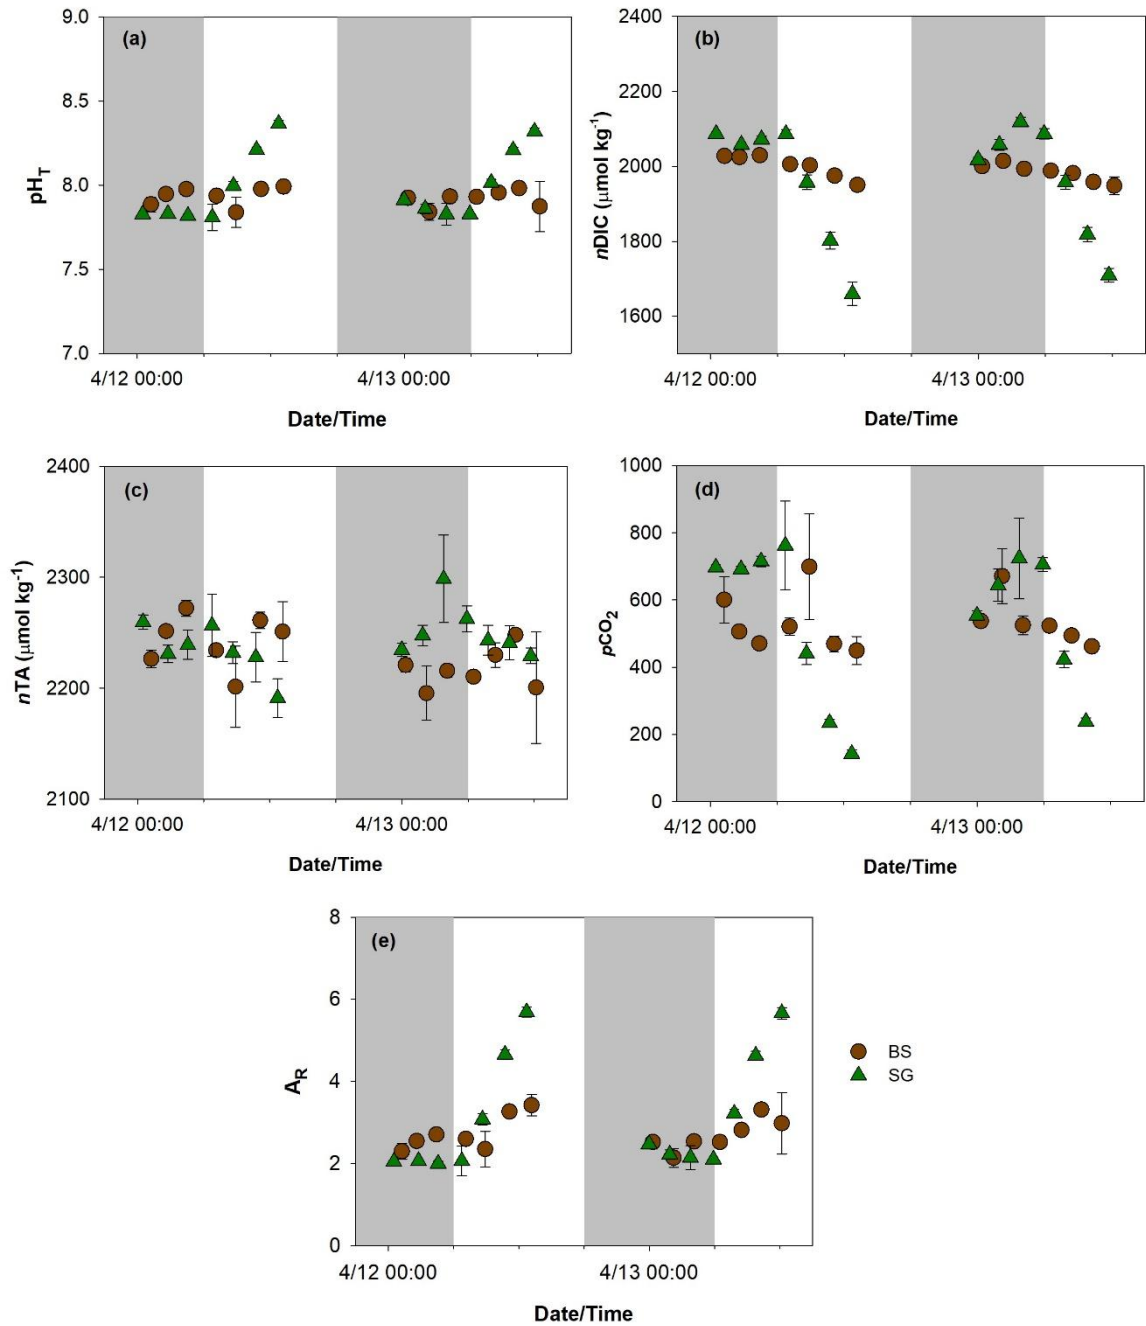 (a)
pH_T
9.0
8.5
8.0
7.5
7.0
4/12 00:00
4/13 00:00
Date/Time
(b)
nDIC (μmol kg⁻¹)
2400
2200
2000
1800
1600
4/12 00:00
4/13 00:00
Date/Time
(c)
nTA (μmol kg⁻¹)
2400
2300
2200
2100
4/12 00:00
4/13 00:00
Date/Time
(d)
pCO₂
1000
800
600
400
200
0
4/12 00:00
4/13 00:00
Date/Time
(e)
A_R
8
6
4
2
0
4/12 00:00
4/13 00:00
Date/Time
BS
SG